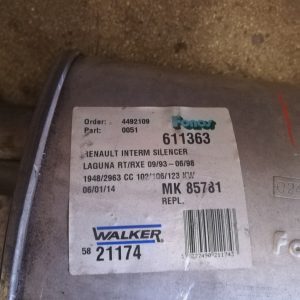 Order: 4492109
Part: 0051
Fonos
611363
RENAULT INTERM SILENCER
LAGUNA RT/RXE 09/93 - 06/98
1948/2963 CC 102/106/123 KW
06/01/14 MK 85781
REPL.
WALKER
58 21174